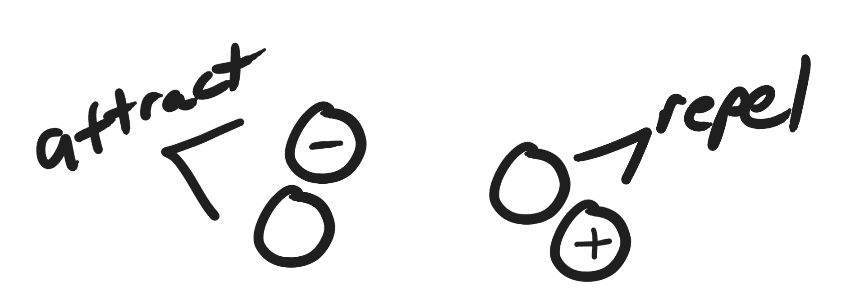 attract
-
repel
+